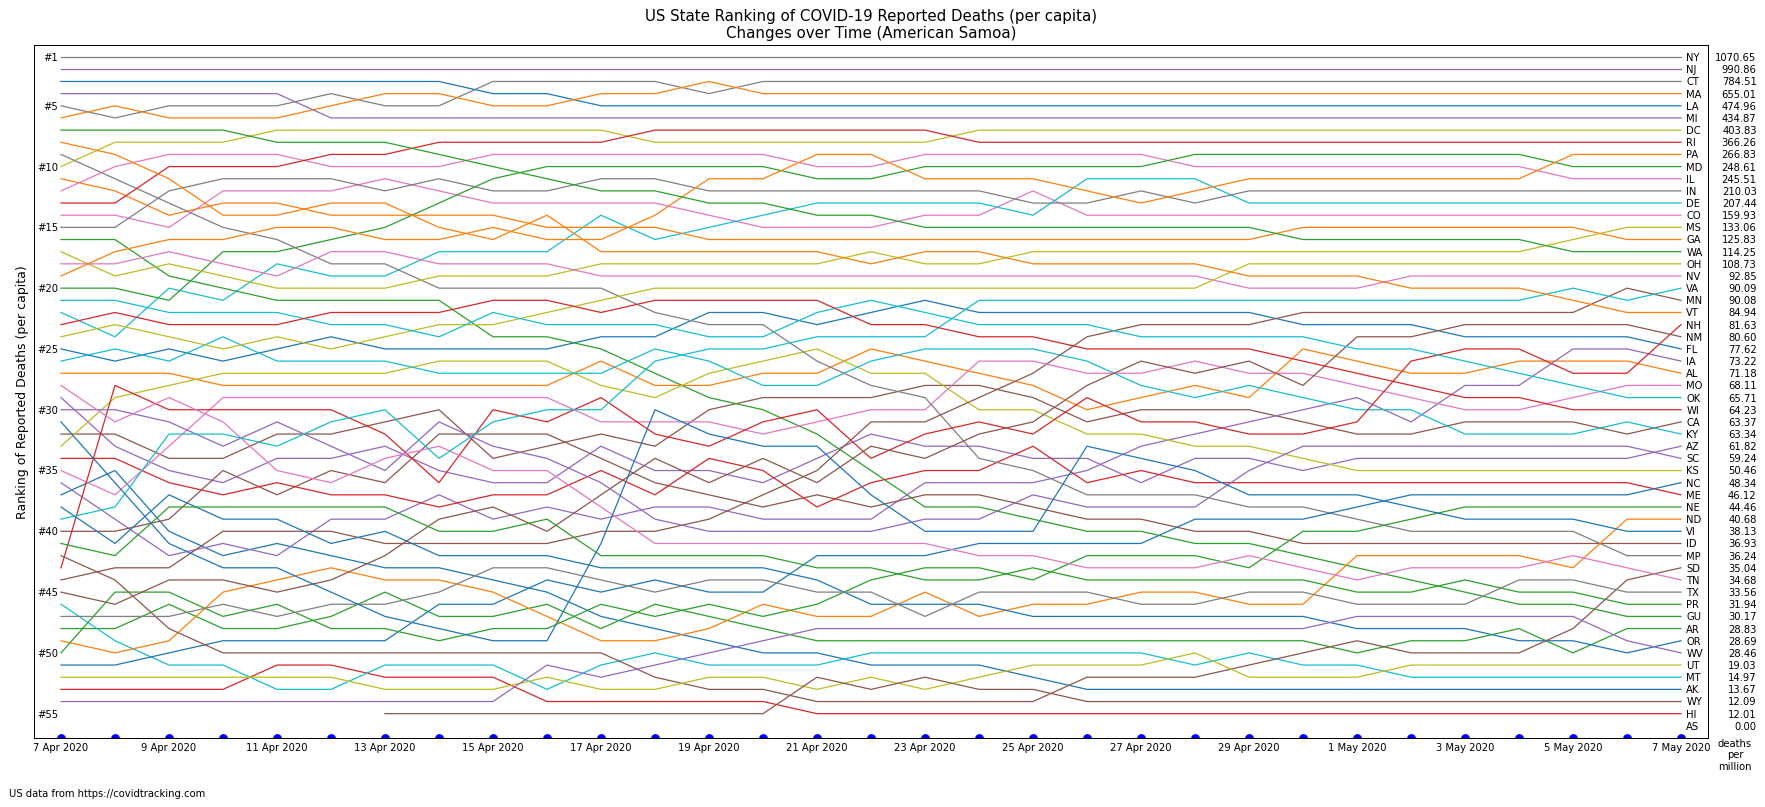 US State Ranking of COVID-19 Reported Deaths (per capita)
Changes over Time (American Samoa)
Ranking of Reported Deaths (per capita)
#1
#5
#10
#15
#20
#25
#30
#35
#40
#45
#50
#55
NY 1070.65
NJ 990.86
CT 784.51
MA 655.01
LA 474.96
MI 434.87
DC 403.83
RI 366.26
PA 266.83
MD 248.61
IL 245.51
IN 210.03
DE 207.44
CO 159.93
MS 133.06
GA 125.83
WA 114.25
OH 108.73
NV 92.85
VA 90.09
MN 90.08
VT 84.94
NH 81.63
NM 80.60
FL 77.62
IA 73.22
AL 71.18
MO 68.11
OK 65.71
WI 64.23
CA 63.37
KY 63.34
AZ 61.82
SC 59.24
KS 50.46
NC 48.34
ME 46.12
NE 44.46
ND 40.68
VI 38.13
ID 36.93
MP 36.24
SD 35.04
TN 34.68
TX 33.56
PR 31.94
GU 30.17
AR 28.83
OR 28.69
WV 28.46
UT 19.03
MT 14.97
AK 13.67
WY 12.09
HI 12.01
AS 0.00
7 Apr 2020 9 Apr 2020 11 Apr 2020 13 Apr 2020 15 Apr 2020 17 Apr 2020 19 Apr 2020 21 Apr 2020 23 Apr 2020 25 Apr 2020 27 Apr 2020 29 Apr 2020 1 May 2020 3 May 2020 5 May 2020 7 May 2020
deaths
per
million
US data from https://covidtracking.com